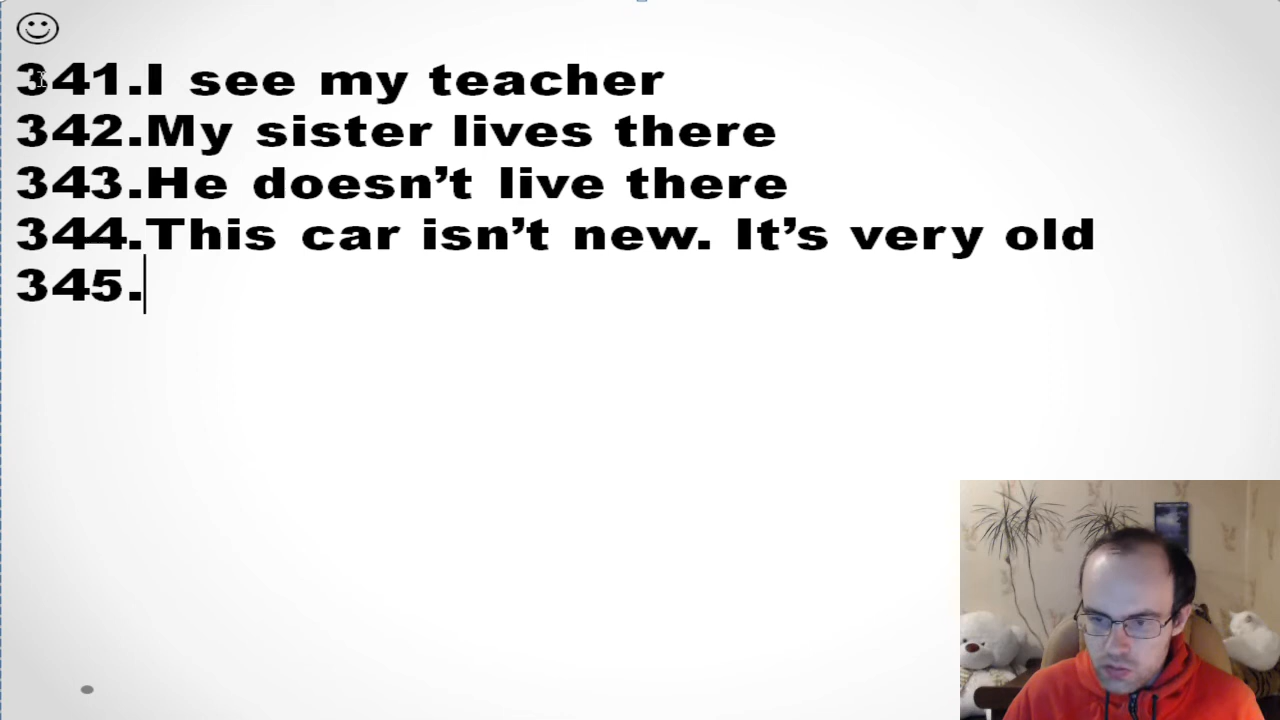 341.I see my teacher
342.My sister lives there
343.He doesn’t live there
344.This car isn’t new. It’s very old
345.